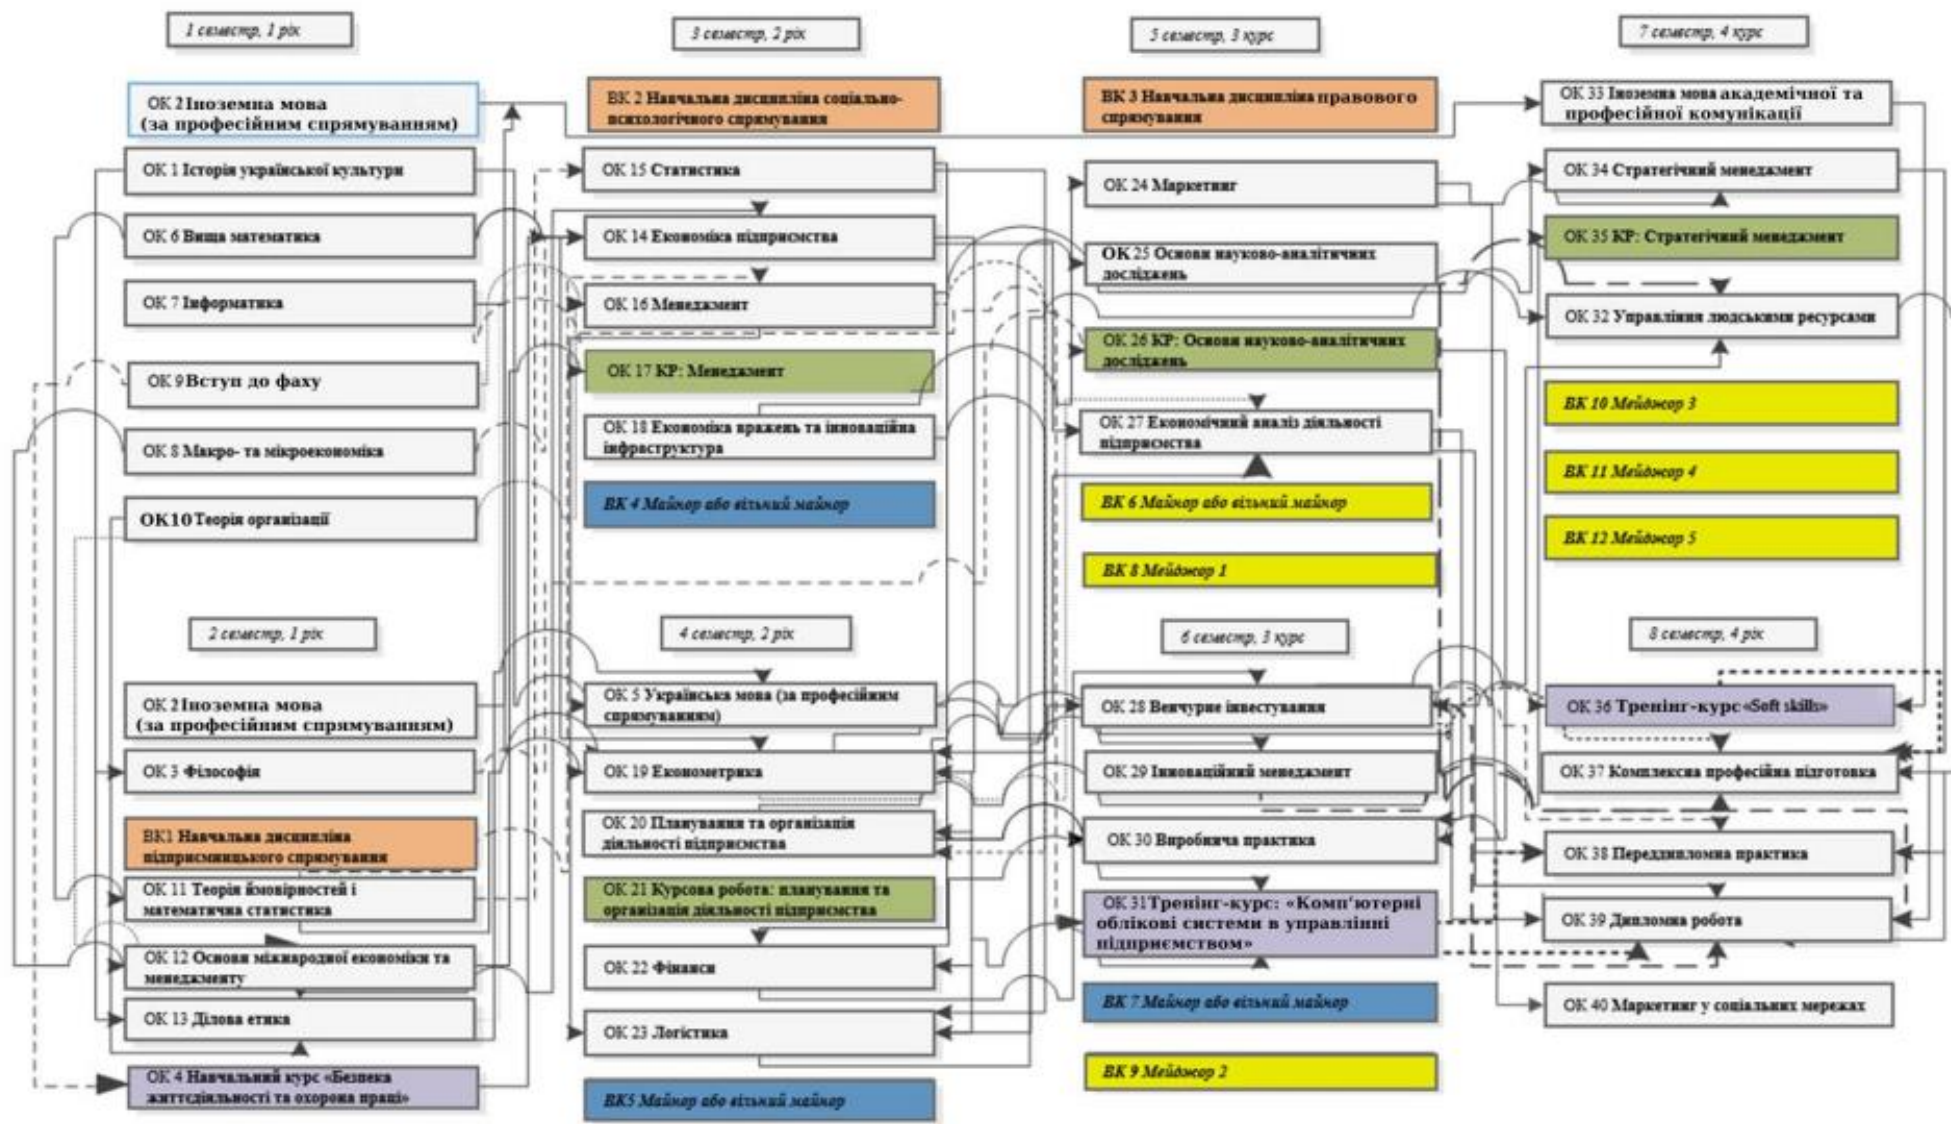 1 семестр, 1 рік
ОК 2 Іноземна мова
(за професійним спрямуванням)
ОК 1 Історія української культури
ОК 6 Вища математика
ОК 7 Інформатика
ОК 9 Вступ до фаху
ОК 8 Макро- та мікроекономіка
ОК10 Теорія організації
2 семестр, 1 рік
ОК 2 Іноземна мова
(за професійним спрямуванням)
ОК 3 Філософія
ВК1 Навчальна дисципліна
підприємницького спрямування
ОК 11 Теорія ймовірностей і
математична статистика
ОК 12 Основи міжнародної економіки та
менеджменту
ОК 13 Ділова етика
ОК 4 Навчальний курс «Безпека
життєдіяльності та охорона праці»
3 семестр, 2 рік
ВК 2 Навчальна дисципліна соціально-
психологічного спрямування
ОК 15 Статистика
ОК 14 Економіка підприємства
ОК 16 Менеджмент
ОК 17 КР: Менеджмент
ОК 18 Економіка вражень та інноваційна
інфраструктура
ВК 4 Майнор або вільний майнор
4 семестр, 2 рік
ОК 5 Українська мова (за професійним
спрямуванням)
ОК 19 Економетрика
ОК 20 Планування та організація
діяльності підприємства
ОК 21 Курсова робота: планування та
організація діяльності підприємства
ОК 22 Фінанси
ОК 23 Логістика
ВК5 Майнор або вільний майнор
5 семестр, 3 курс
ВК 3 Навчальна дисципліна правового
спрямування
ОК 24 Маркетинг
ОК 25 Основи науково-аналітичних
досліджень
ОК 26 КР: Основи науково-аналітичних
досліджень
ОК 27 Економічний аналіз діяльності
підприємства
ВК 6 Майнор або вільний майнор
ВК 8 Мейджор 1
6 семестр, 3 курс
ОК 28 Венчурне інвестування
ОК 29 Інноваційний менеджмент
ОК 30 Виробнича практика
ОК 31Тренінг-курс: «Комп'ютерні
облікові системи в управлінні
підприємством»
ВК 7 Майнор або вільний майнор
ВК 9 Мейджор 2
7 семестр, 4 курс
ОК 33 Іноземна мова академічної та
професійної комунікації
ОК 34 Стратегічний менеджмент
ОК 35 КР: Стратегічний менеджмент
ОК 32 Управління людськими ресурсами
ВК 10 Мейджор 3
ВК 11 Мейджор 4
ВК 12 Мейджор 5
8 семестр, 4 рік
ОК 36 Тренінг-курс «Soft skills»
ОК 37 Комплексна професійна підготовка
ОК 38 Переддипломна практика
ОК 39 Дипломна робота
ОК 40 Маркетинг у соціальних мережах